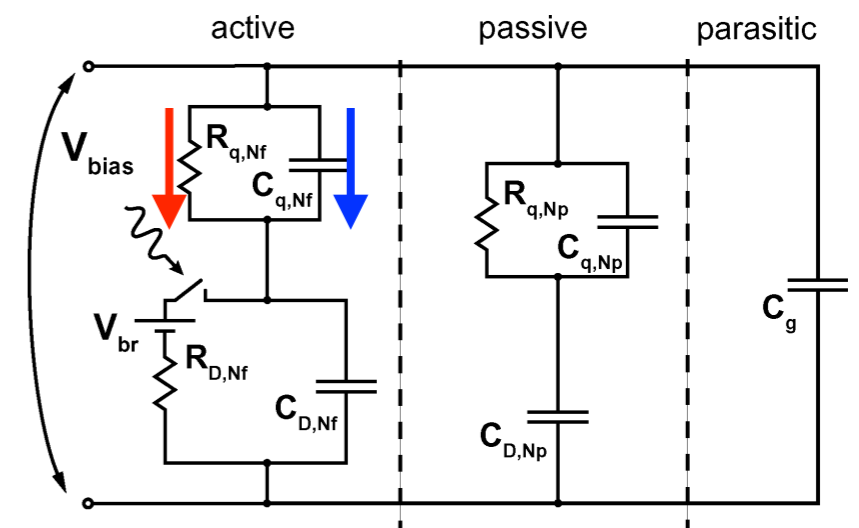 active
passive
parasitic
V_bias
R_q,Nf
C_q,Nf
R_q,Np
C_q,Np
C_g
V_br
R_D,Nf
C_D,Nf
C_D,Np